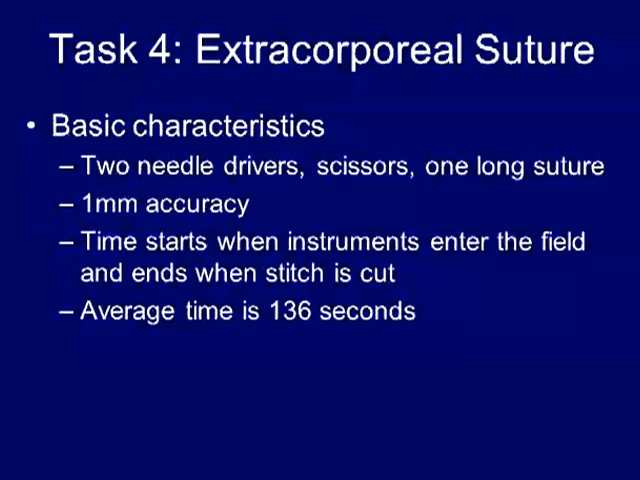 Task 4: Extracorporeal Suture
• Basic characteristics
– Two needle drivers, scissors, one long suture
– 1mm accuracy
– Time starts when instruments enter the field
and ends when stitch is cut
– Average time is 136 seconds